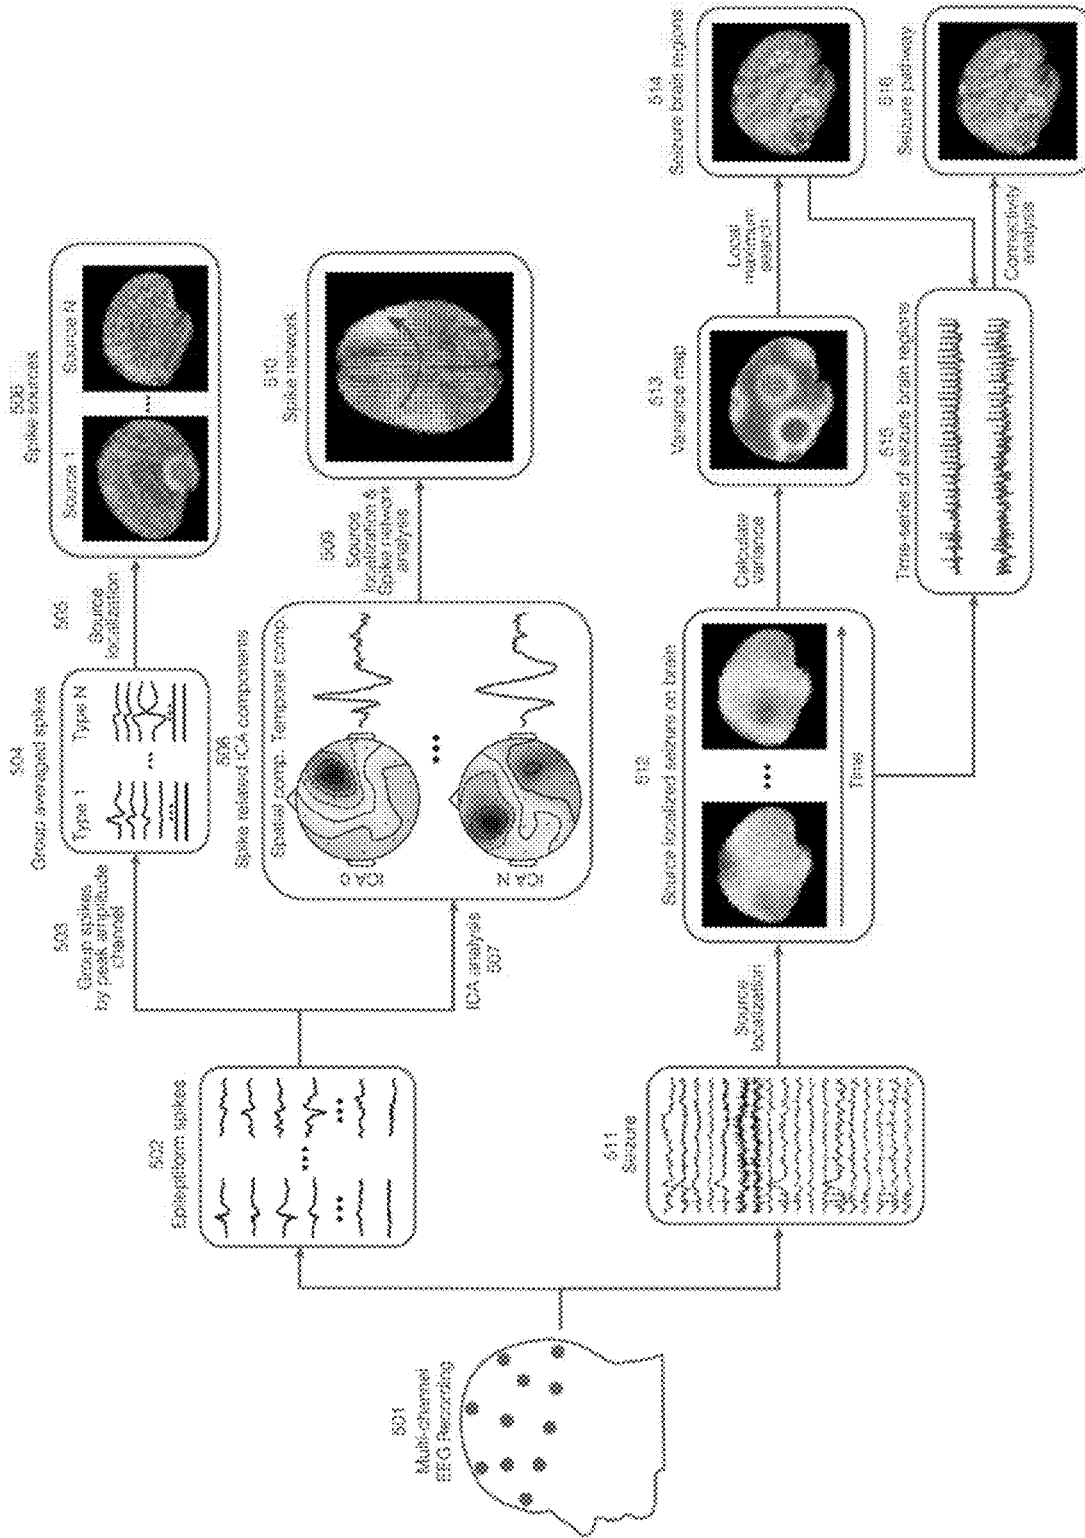 501
Multi-channel
EEG Recording
502
Epileptiform spikes
503
Group spikes
by peak amplitude
channel
504
Group averaged spikes
Type 1
Type N
505
Source
localization
506
Spike sources
Source 1
Source N
ICA analysis
507
508
Spike related ICA components
Spatial comp. Temporal comp.
ICA 0
ICA N
509
Source
localization &
Spike network
analysis
510
Spike network
511
Seizure
Source
localization
512
Source localized seizures on brain
Time
Calculate
variance
513
Variance map
Local
maximum
search
514
Seizure brain regions
515
Time-series of seizure brain regions
Connectivity
analysis
516
Seizure pathway